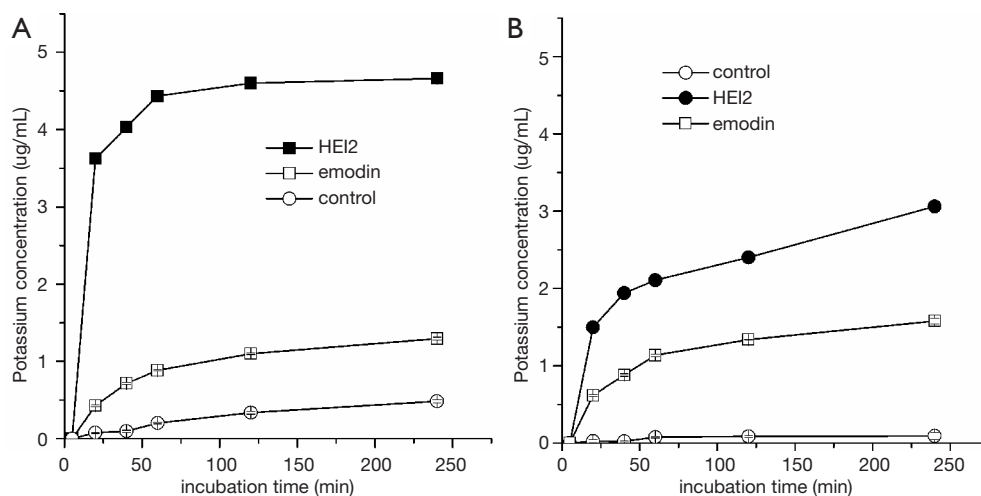 A
Potassium concentration (ug/mL)
5
4
3
2
1
0
HEI2
emodin
control
0 50 100 150 200 250
incubation time (min)
B
Potassium concentration (ug/mL)
5
4
3
2
1
0
control
HEI2
emodin
0 50 100 150 200 250
incubation time (min)